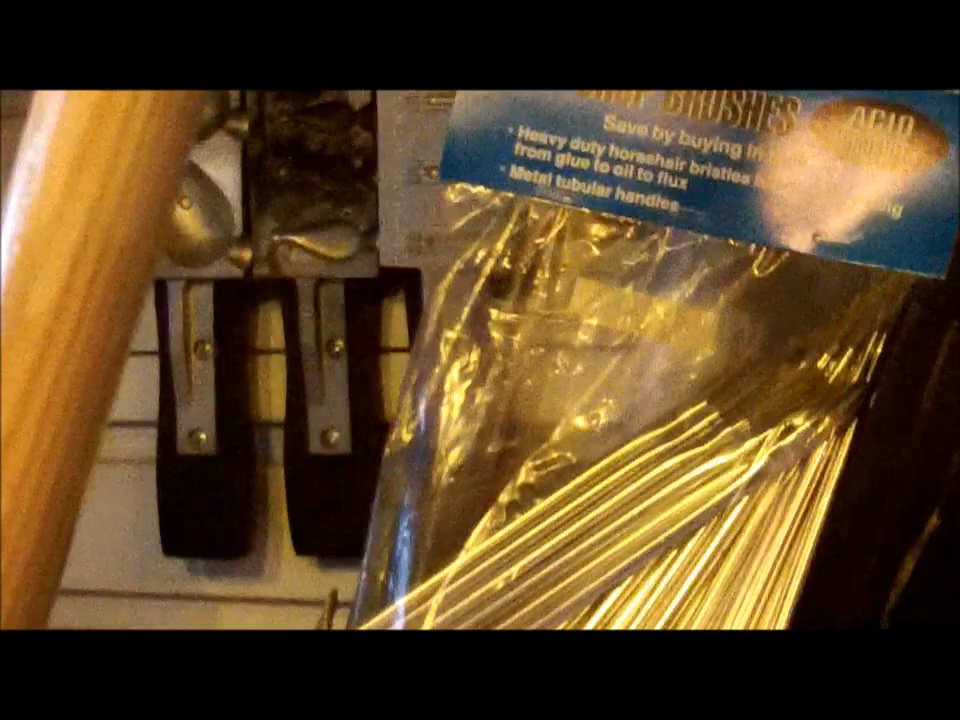 BRUSHES
ACID
Save by buying in
• Heavy duty horsehair bristles
from glue to oil to flux
• Metal tubular handles